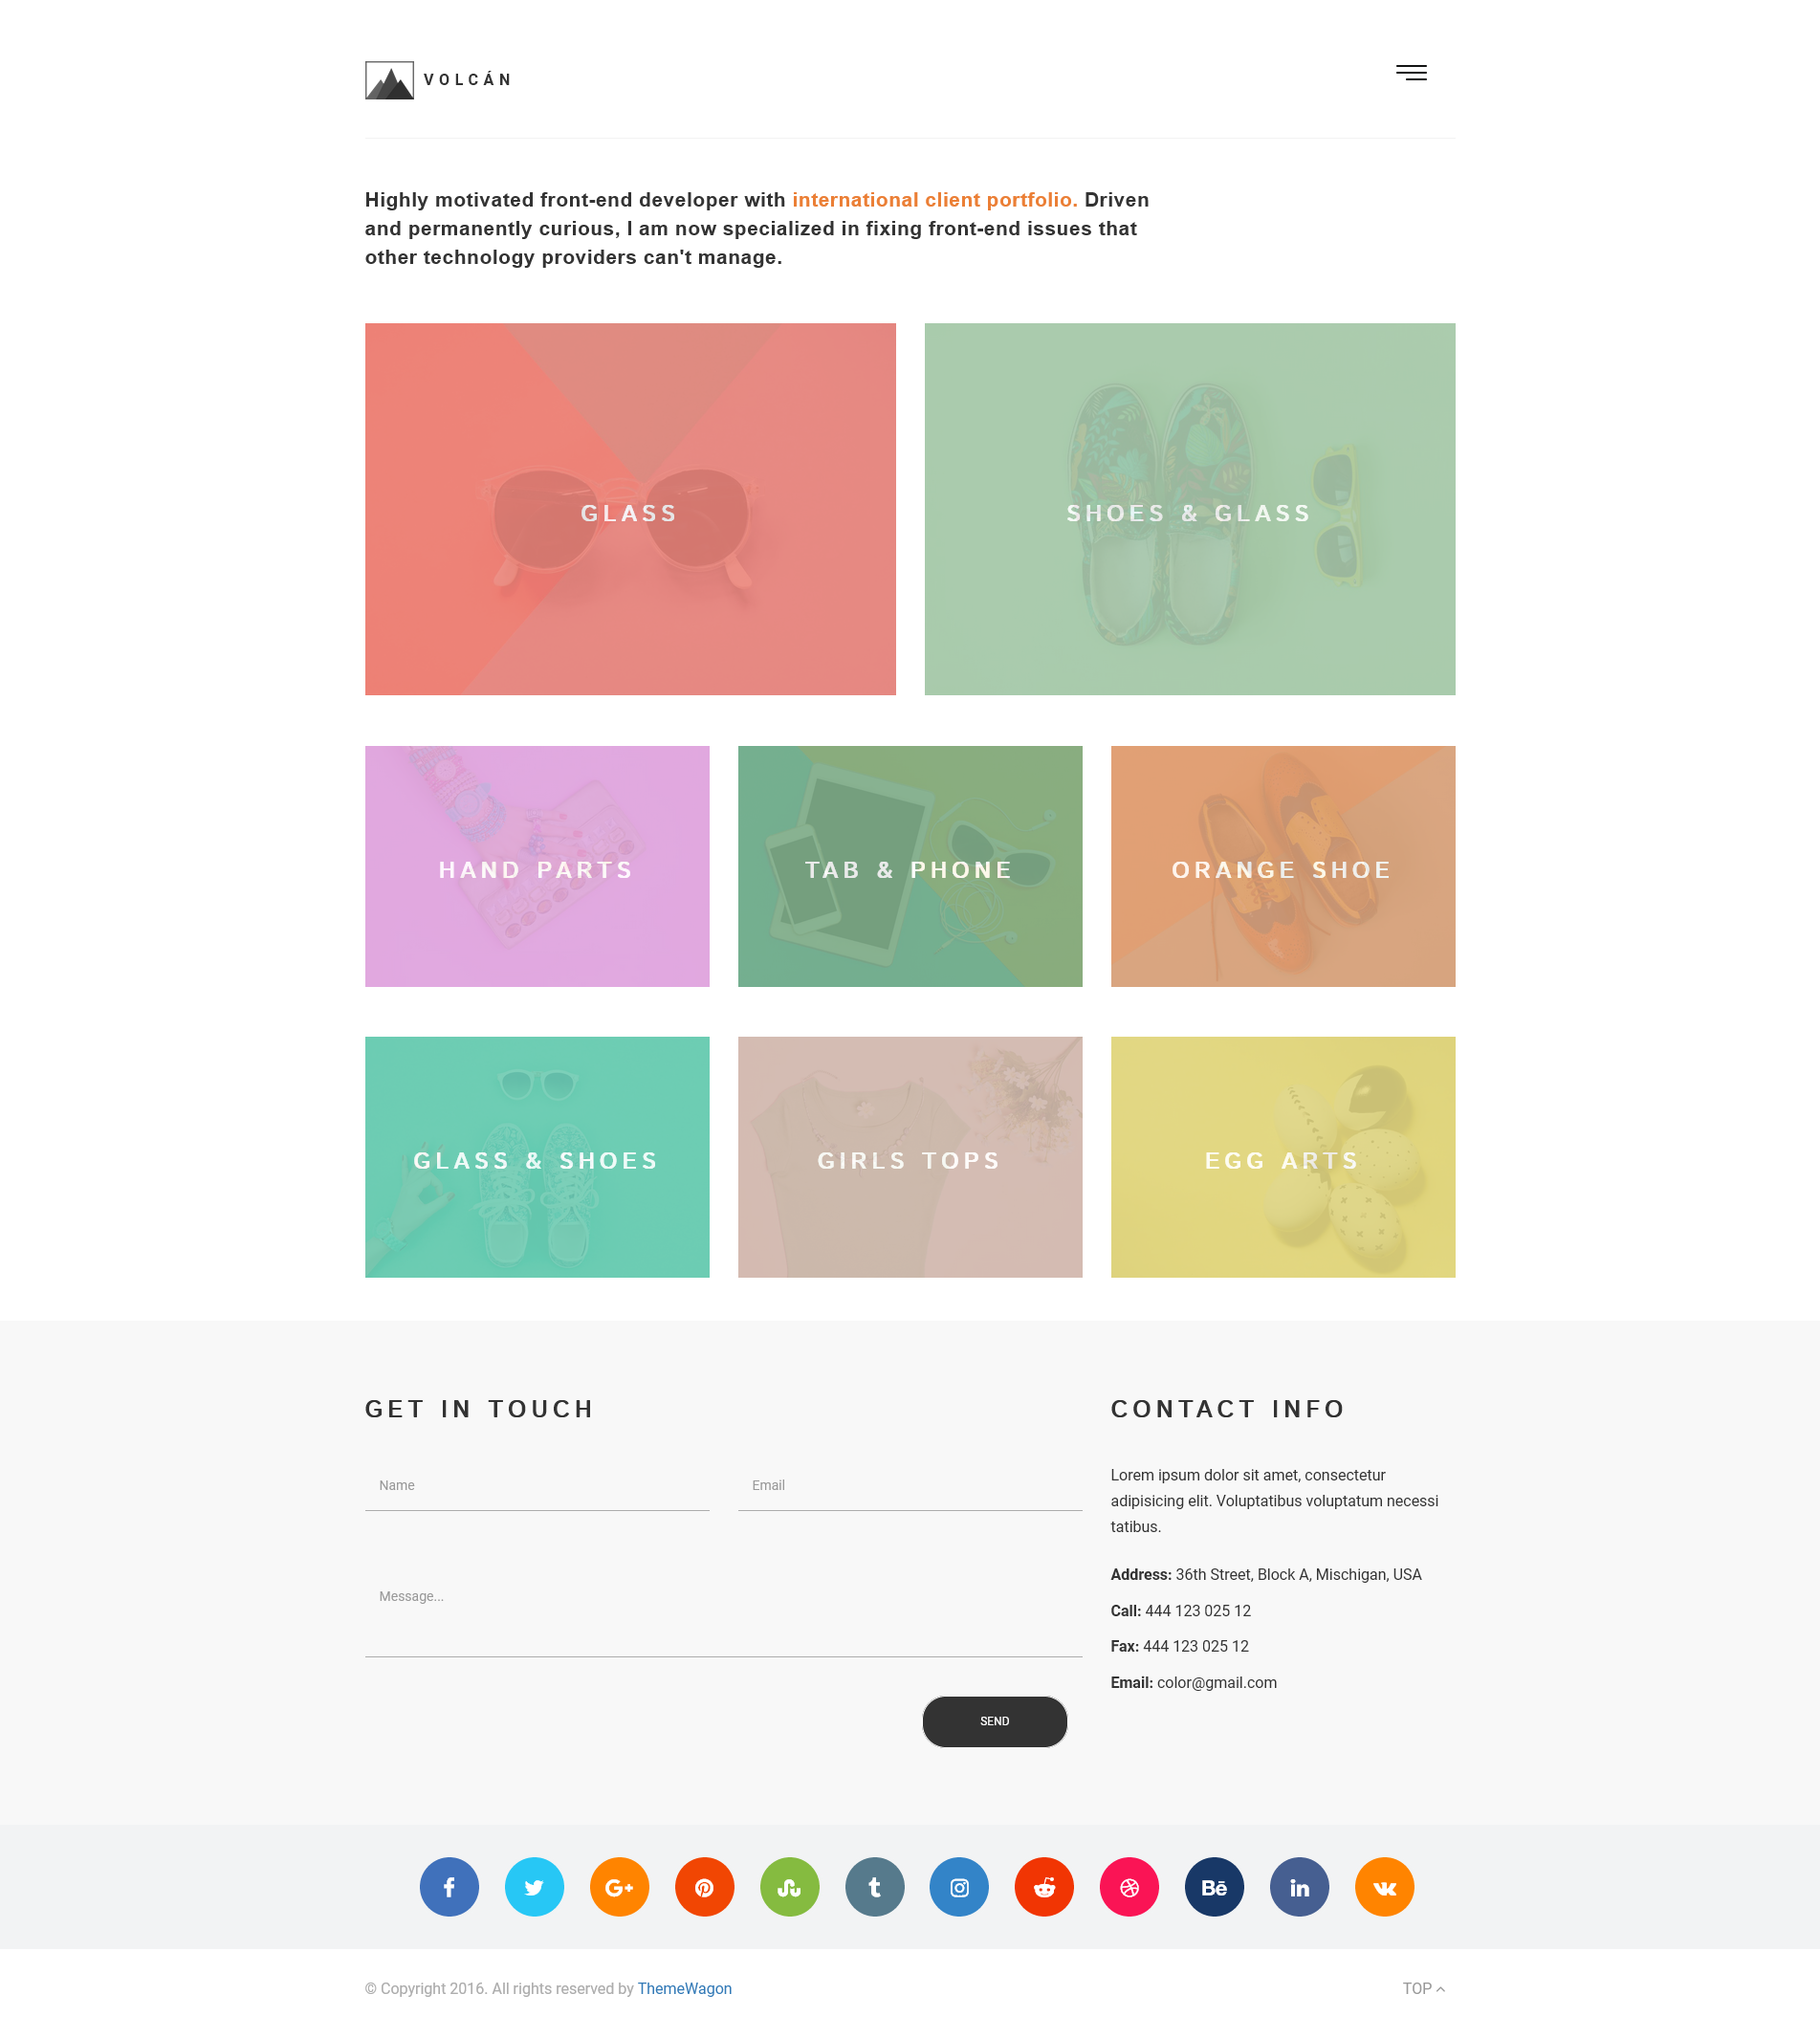 VOLCÁN
Highly motivated front-end developer with international client portfolio. Driven
and permanently curious, I am now specialized in fixing front-end issues that
other technology providers can't manage.
GLASS
SHOES & GLASS
HAND PARTS
TAB & PHONE
ORANGE SHOE
GLASS & SHOES
GIRLS TOPS
EGG ARTS
GET IN TOUCH
Name
Email
Message...
SEND
CONTACT INFO
Lorem ipsum dolor sit amet, consectetur
adipisicing elit. Voluptatibus voluptatum necessi
tatibus.
Address: 36th Street, Block A, Mischigan, USA
Call: 444 123 025 12
Fax: 444 123 025 12
Email: color@gmail.com
© Copyright 2016. All rights reserved by ThemeWagon
TOP